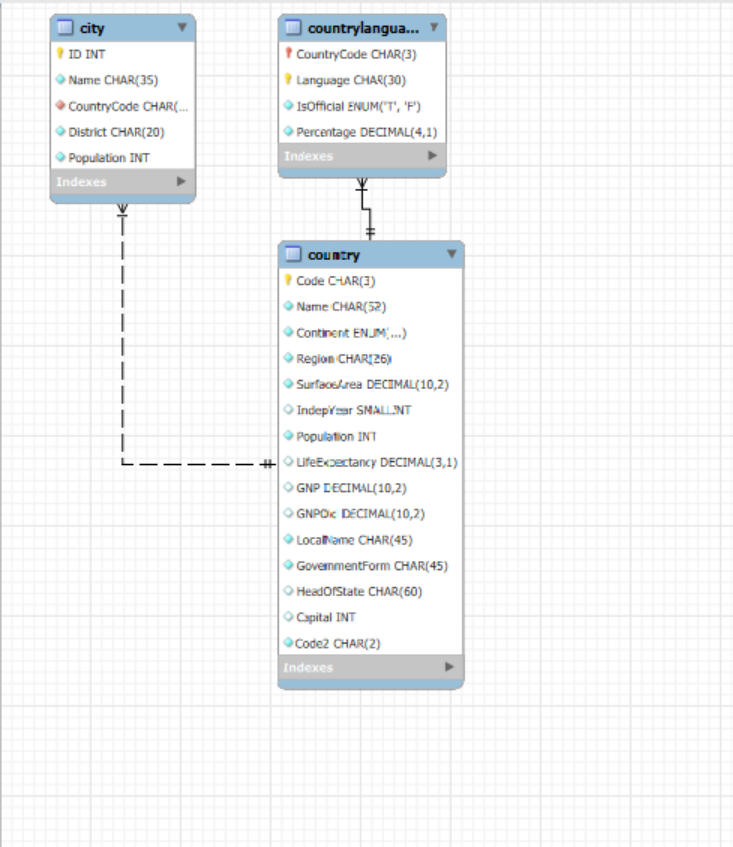 city
ID INT
Name CHAR(35)
CountryCode CHAR(...
District CHAR(20)
Population INT
Indexes
countrylangua...
CountryCode CHAR(3)
Language CHAR(30)
IsOfficial ENUM('T', 'F')
Percentage DECIMAL(4,1)
Indexes
country
Code CHAR(3)
Name CHAR(52)
Continent ENUM(...)
Region CHAR(26)
SurfaceArea DECIMAL(10,2)
IndepYear SMALLINT
Population INT
LifeExpectancy DECIMAL(3,1)
GNP DECIMAL(10,2)
GNPOld DECIMAL(10,2)
LocalName CHAR(45)
GovernmentForm CHAR(45)
HeadOfState CHAR(60)
Capital INT
Code2 CHAR(2)
Indexes